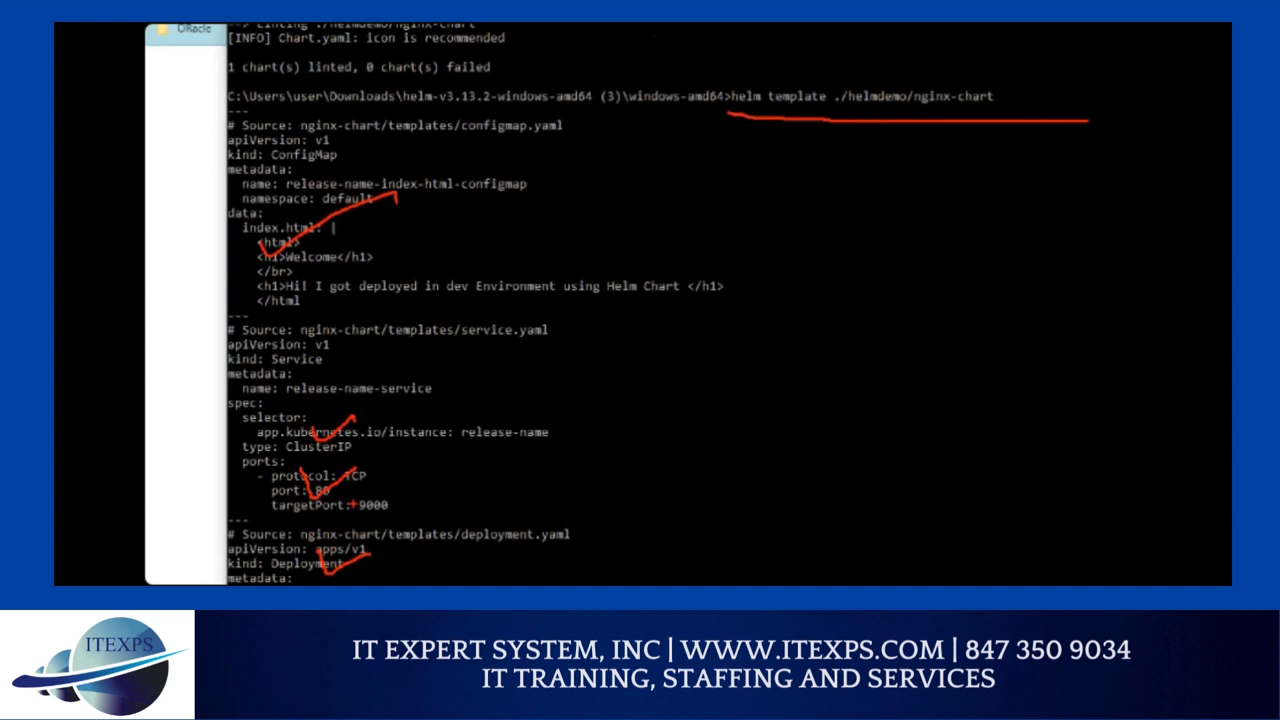 ORacle
==> Linting ./helmdemo/nginx-chart
[INFO] Chart.yaml: icon is recommended
1 chart(s) linted, 0 chart(s) failed
C:\Users\user\Downloads\helm-v3.13.2-windows-amd64 (3)\windows-amd64>helm template ./helmdemo/nginx-chart
---
# Source: nginx-chart/templates/configmap.yaml
apiVersion: v1
kind: ConfigMap
metadata:
  name: release-name-index-html-configmap
  namespace: default
data:
  index.html: |
    <html>
    <h1>Welcome</h1>
    </br>
    <h1>Hi! I got deployed in dev Environment using Helm Chart </h1>
    </html
---
# Source: nginx-chart/templates/service.yaml
apiVersion: v1
kind: Service
metadata:
  name: release-name-service
spec:
  selector:
    app.kubernetes.io/instance: release-name
  type: ClusterIP
  ports:
    - protocol: TCP
      port: 80
      targetPort: 9000
---
# Source: nginx-chart/templates/deployment.yaml
apiVersion: apps/v1
kind: Deployment
metadata:
ITEXPS
IT EXPERT SYSTEM, INC | WWW.ITEXPS.COM | 847 350 9034
IT TRAINING, STAFFING AND SERVICES